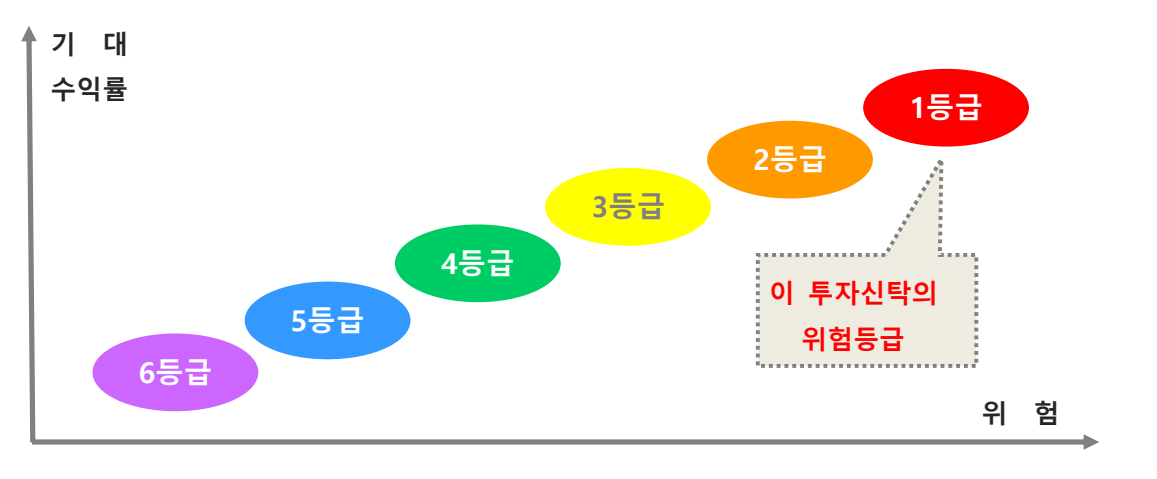 기 대
수익률
1등급
2등급
3등급
4등급
5등급
6등급
이 투자신탁의
위험등급
위 험